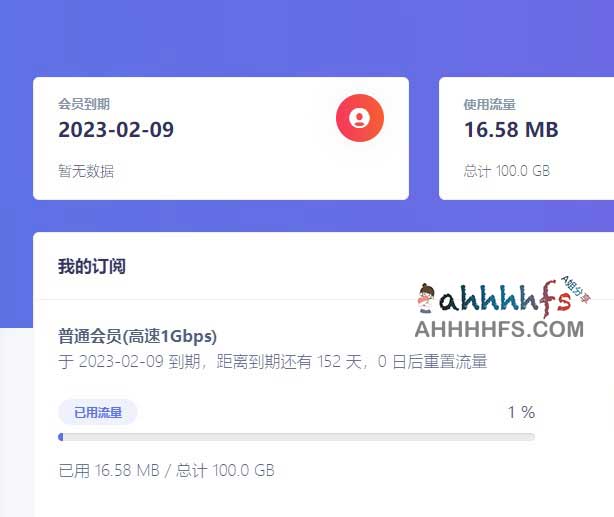 会员到期
2023-02-09
暂无数据
使用流量
16.58 MB
总计 100.0 GB
我的订阅
A姐分享
ahhhhfs
AHHHHFS.COM
普通会员(高速1Gbps)
于 2023-02-09 到期，距离到期还有 152 天，0 日后重置流量
已用流量
1 %
已用 16.58 MB / 总计 100.0 GB